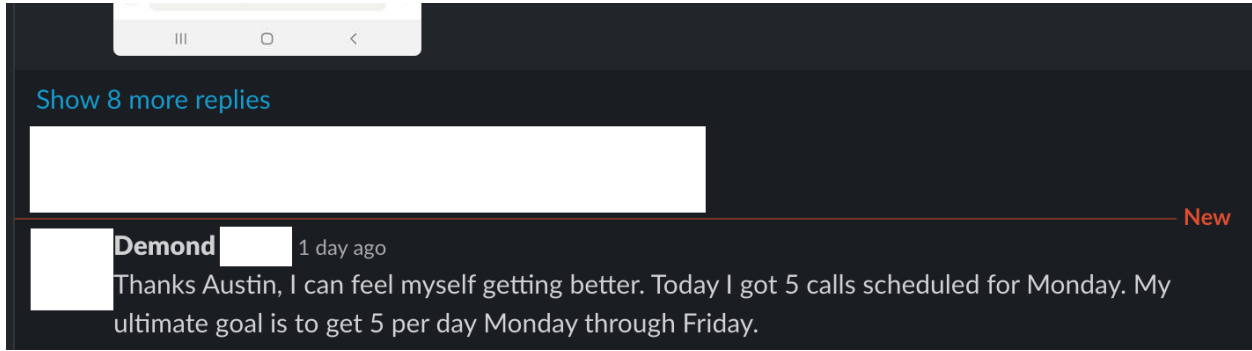 Show 8 more replies
New
Demond 1 day ago
Thanks Austin, I can feel myself getting better. Today I got 5 calls scheduled for Monday. My
ultimate goal is to get 5 per day Monday through Friday.